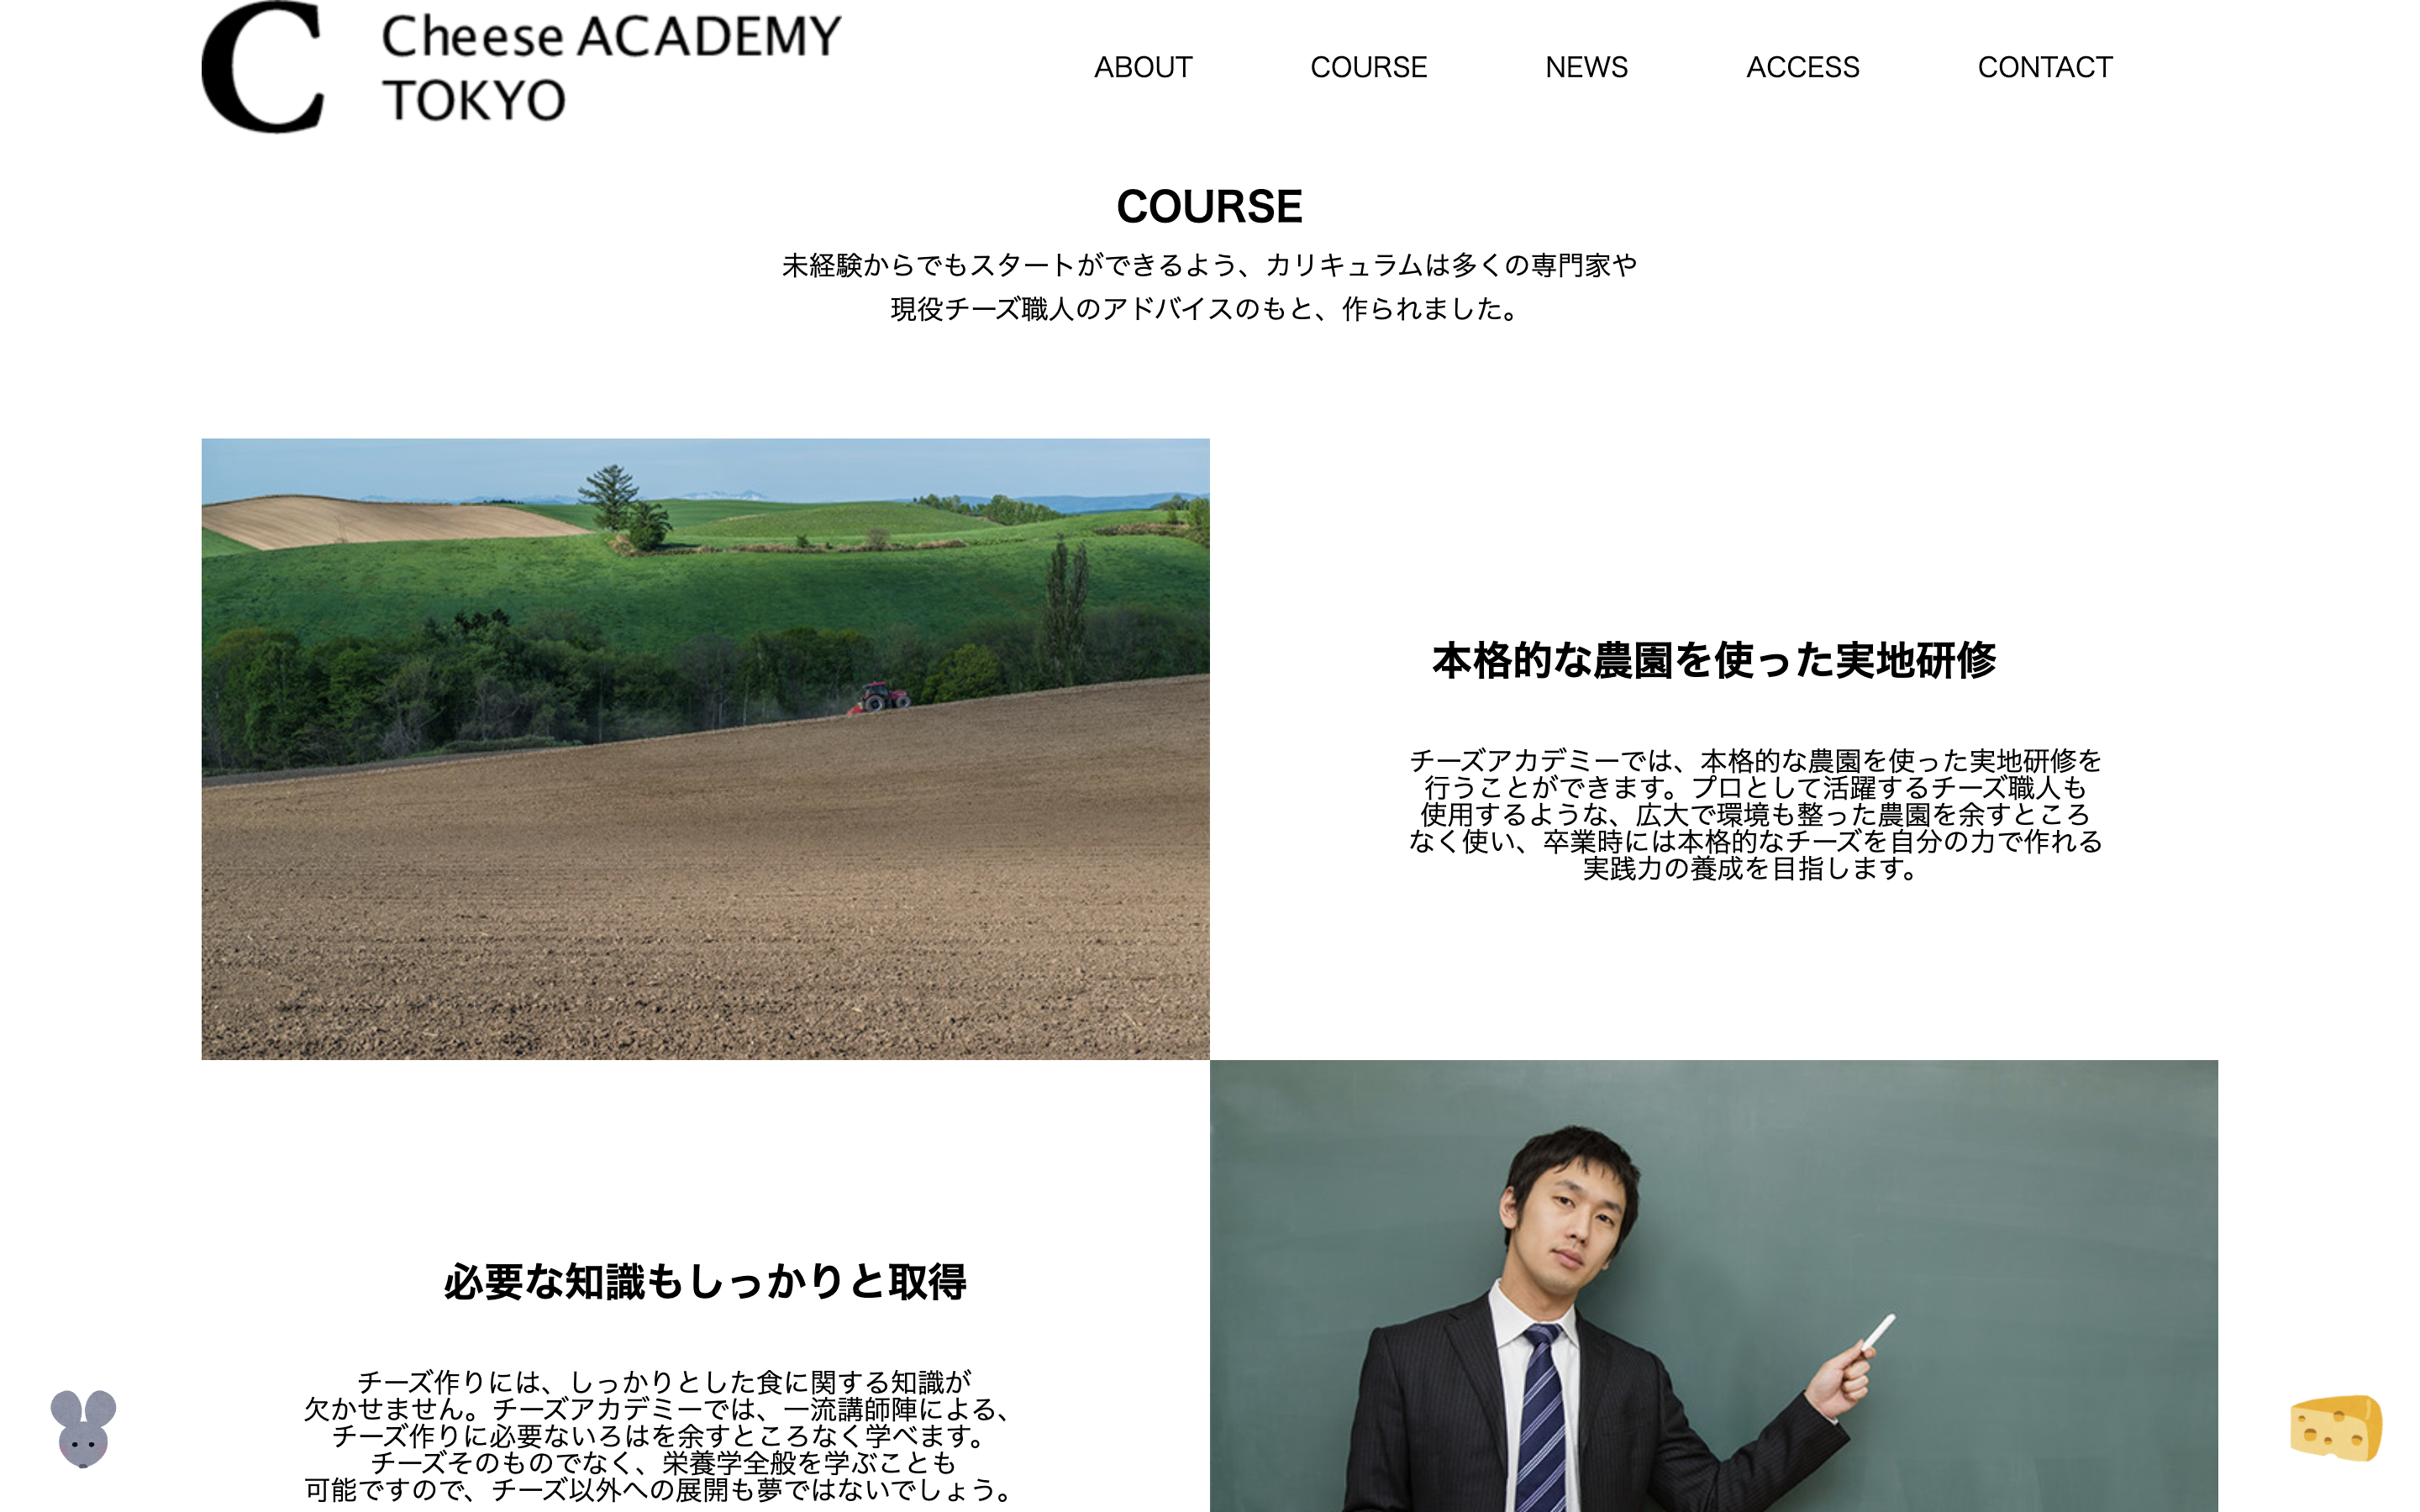 C
Cheese ACADEMY
TOKYO
ABOUT
COURSE
NEWS
ACCESS
CONTACT
COURSE
未経験からでもスタートができるよう、カリキュラムは多くの専門家や
現役チーズ職人のアドバイスのもと、作られました。
本格的な農園を使った実地研修
チーズアカデミーでは、本格的な農園を使った実地研修を
行うことができます。プロとして活躍するチーズ職人も
使用するような、広大で環境も整った農園を余すところ
なく使い、卒業時には本格的なチーズを自分の力で作れる
実践力の養成を目指します。
必要な知識もしっかりと取得
チーズ作りには、しっかりとした食に関する知識が
欠かせません。チーズアカデミーでは、一流講師陣による、
チーズ作りに必要ないろはを余すところなく学べます。
チーズそのものでなく、栄養学全般を学ぶことも
可能ですので、チーズ以外への展開も夢ではないでしょう。